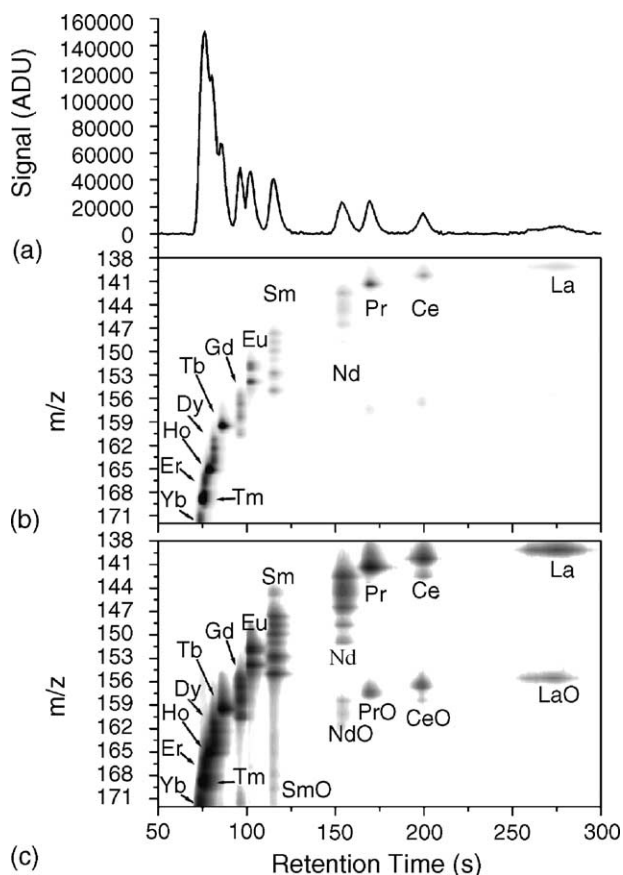 160000
140000
120000
100000
80000
60000
40000
20000
0
Signal (ADU)
(a)
138
141
144
147
150
153
156
159
162
165
168
171
m/z
Sm
Pr
Ce
La
Eu
Nd
Gd
Tb
Dy
Ho
Er
Yb
Tm
(b)
138
141
144
147
150
153
156
159
162
165
168
171
m/z
Sm
Pr
Ce
La
Eu
Gd
Nd
Tb
Dy
Ho
PrO
CeO
LaO
NdO
Er
Yb
Tm
SmO
50 100 150 200 250 300
(c)
Retention Time (s)